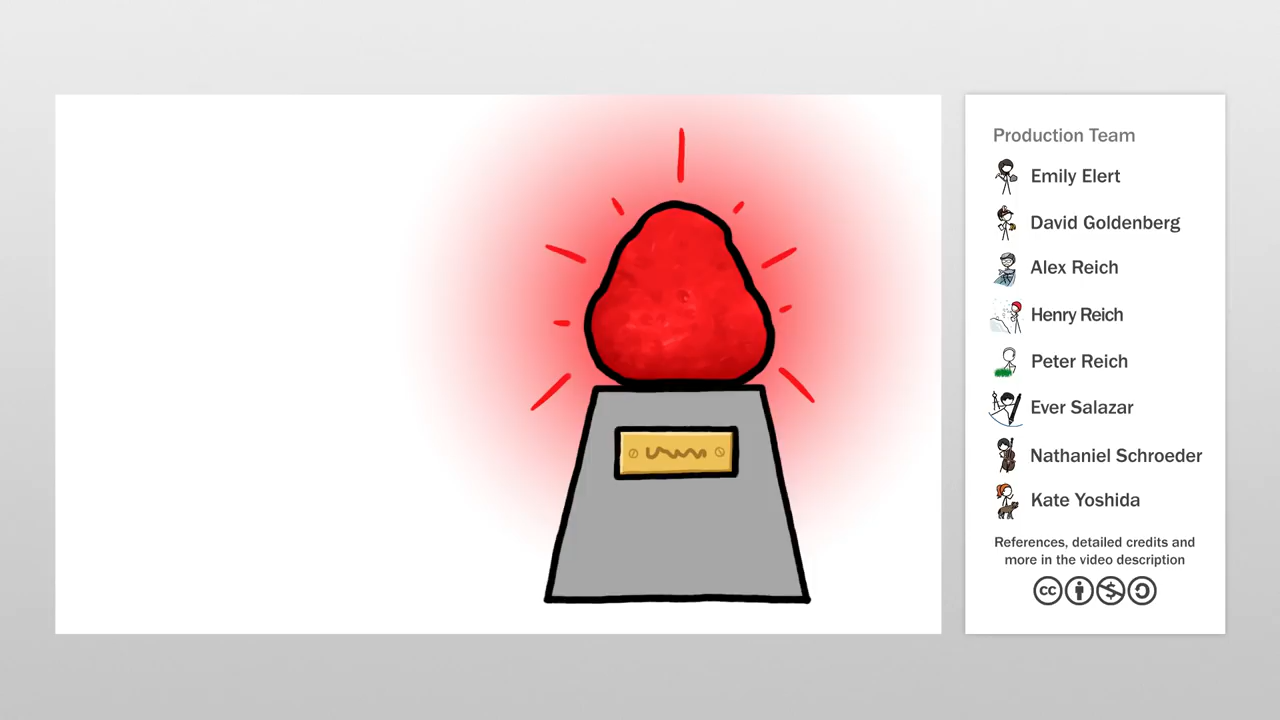 Production Team
Emily Elert
David Goldenberg
Alex Reich
Henry Reich
Peter Reich
Ever Salazar
Nathaniel Schroeder
Kate Yoshida
References, detailed credits and
more in the video description
cc